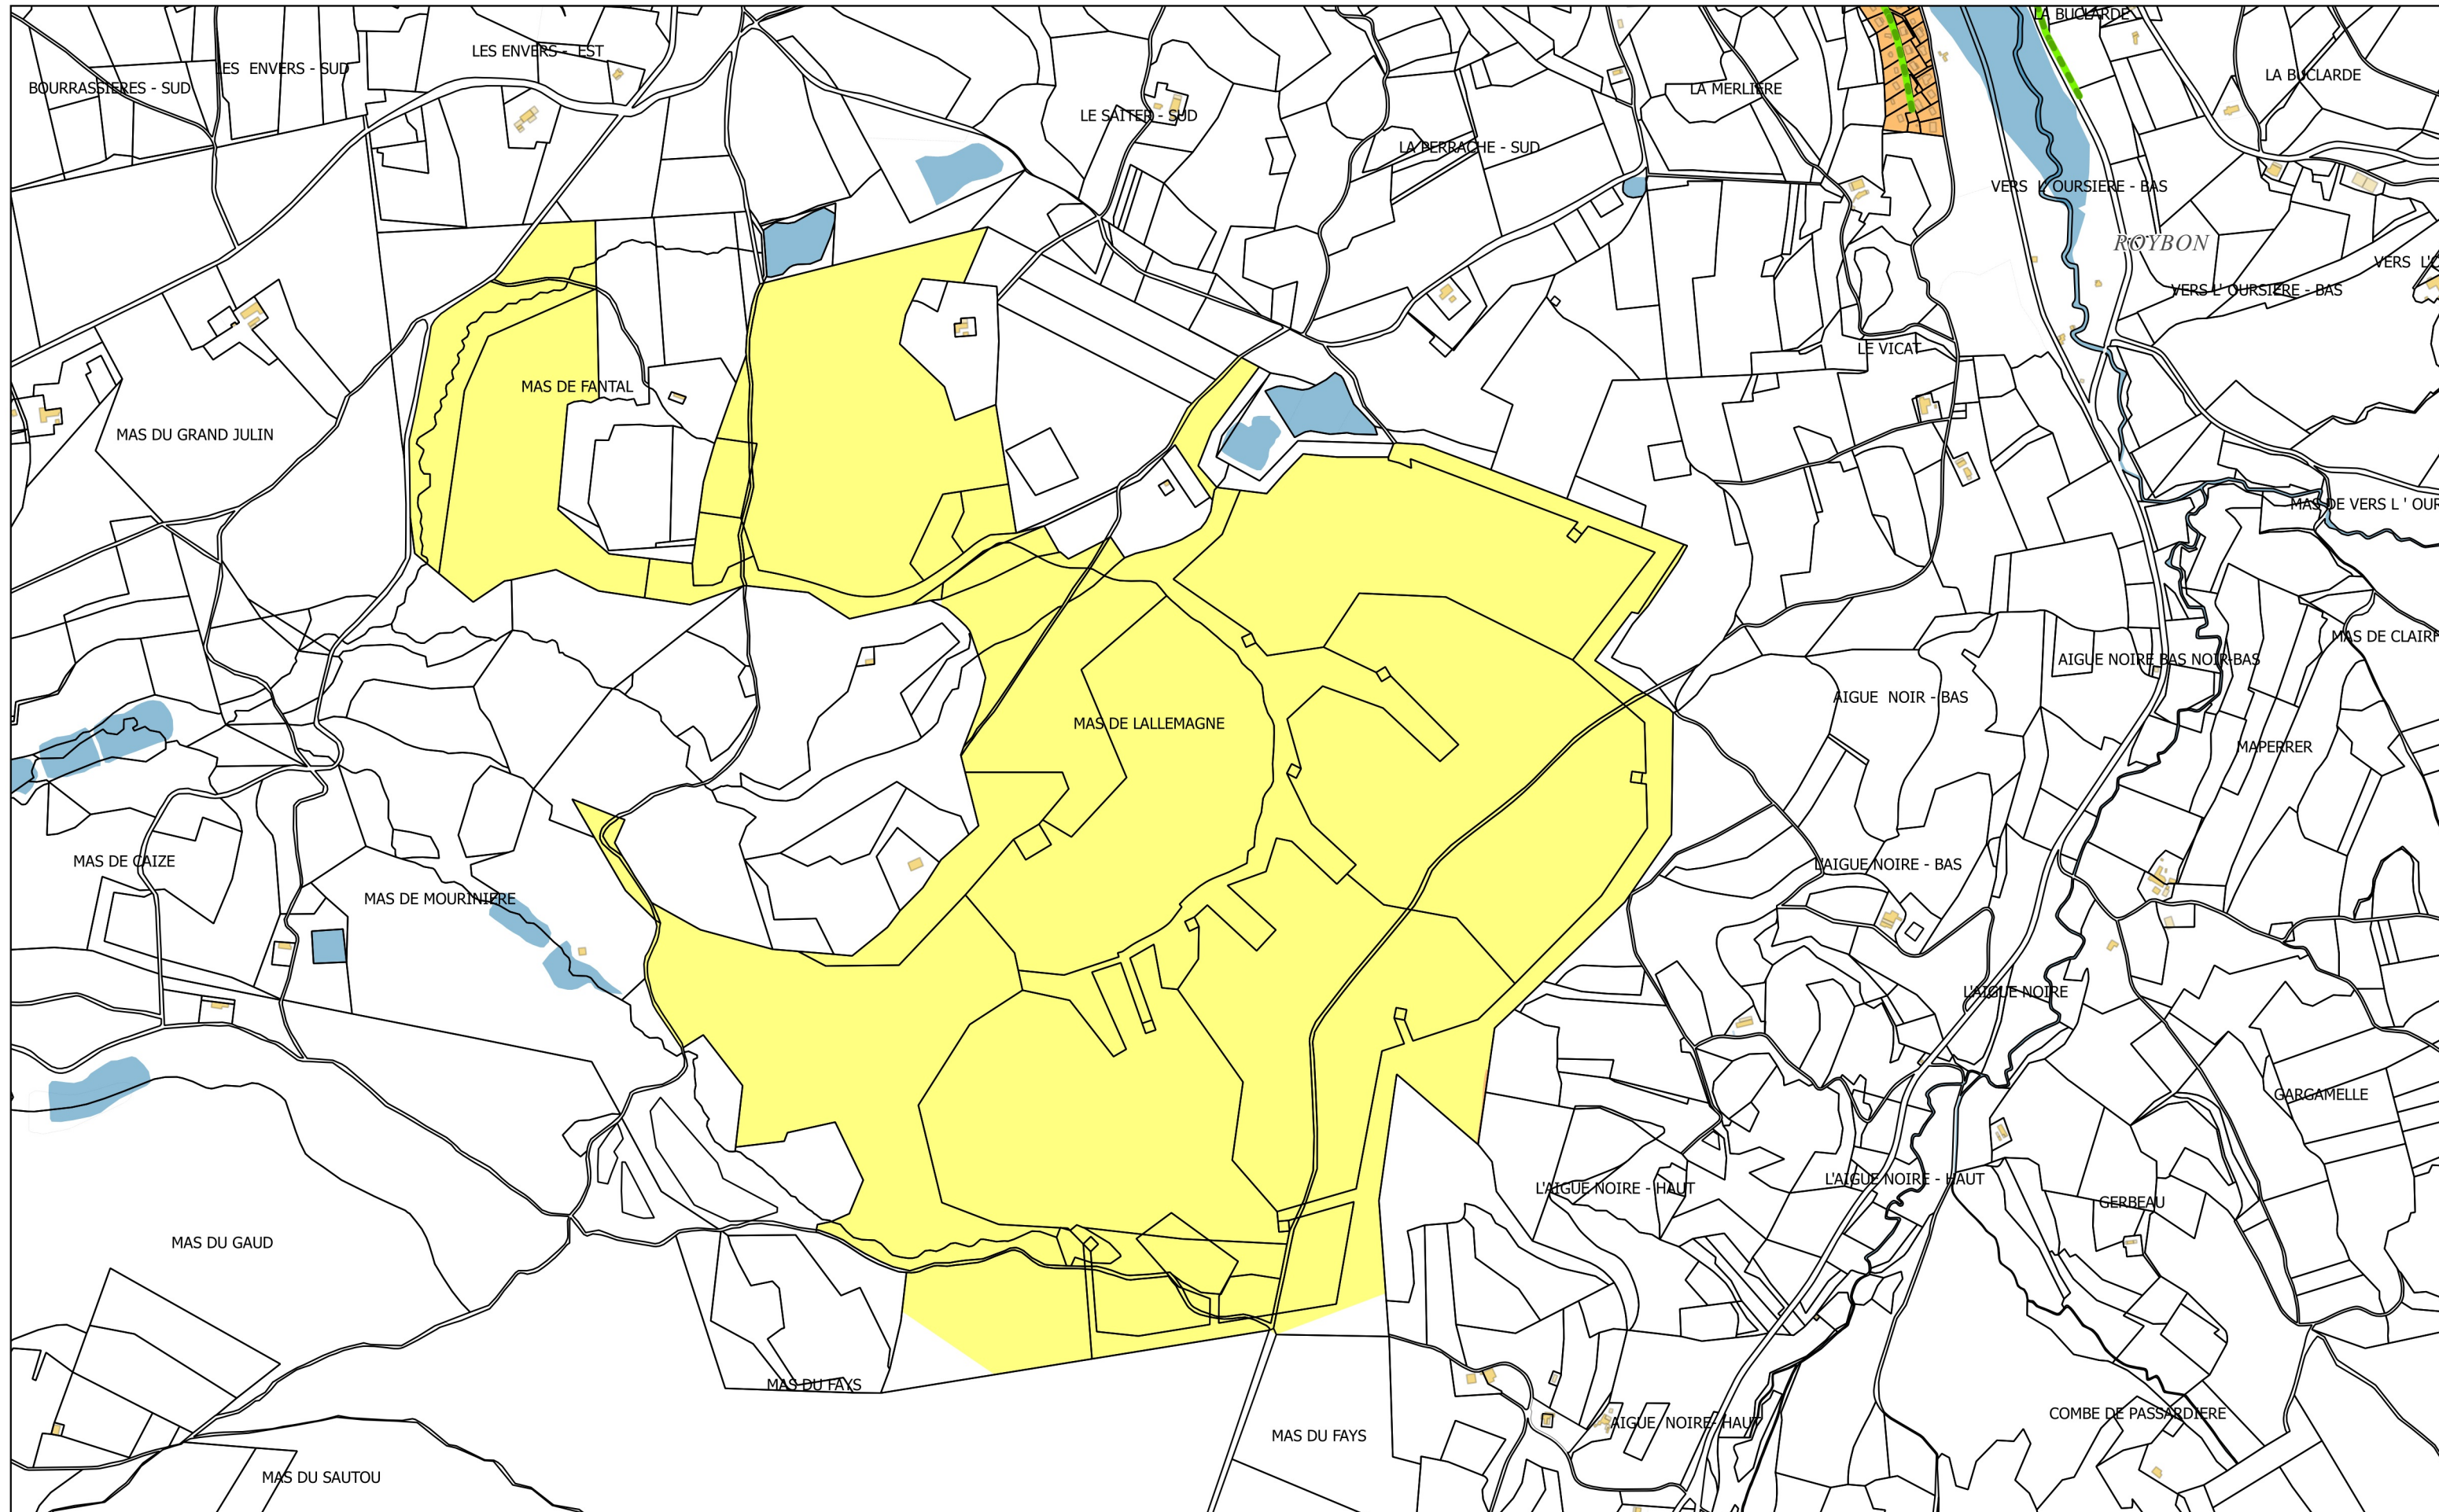 LA BUCLARDE
LES ENVERS - EST
LES ENVERS - SUD
LA BUCLARDE
BOURRASSIERES - SUD
LA MERLIERE
LE SAITER - SUD
LA PERRACHE - SUD
VERS L'OURSIERE - BAS
ROYBON
VERS L'O
VERS L' OURSIERE - BAS
LE VICAT
MAS DE FANTAL
MAS DU GRAND JULIN
MAS DE VERS L ' OUR
MAS DE CLAIRF
AIGUE NOIRE BAS NOIR-BAS
AIGUE NOIR - BAS
MAS DE LALLEMAGNE
MAPERRER
MAS DE CAIZE
L'AIGUE NOIRE - BAS
MAS DE MOURINIERE
L'AIGUE NOIRE
GARGAMELLE
L'AIGUE NOIRE - HAUT
L'AIGUE NOIRE - HAUT
GERBEAU
MAS DU GAUD
MAS DU FAYS
COMBE DE PASSARDIERE
AIGUE NOIRE- HAUT
MAS DU FAYS
MAS DU SAUTOU